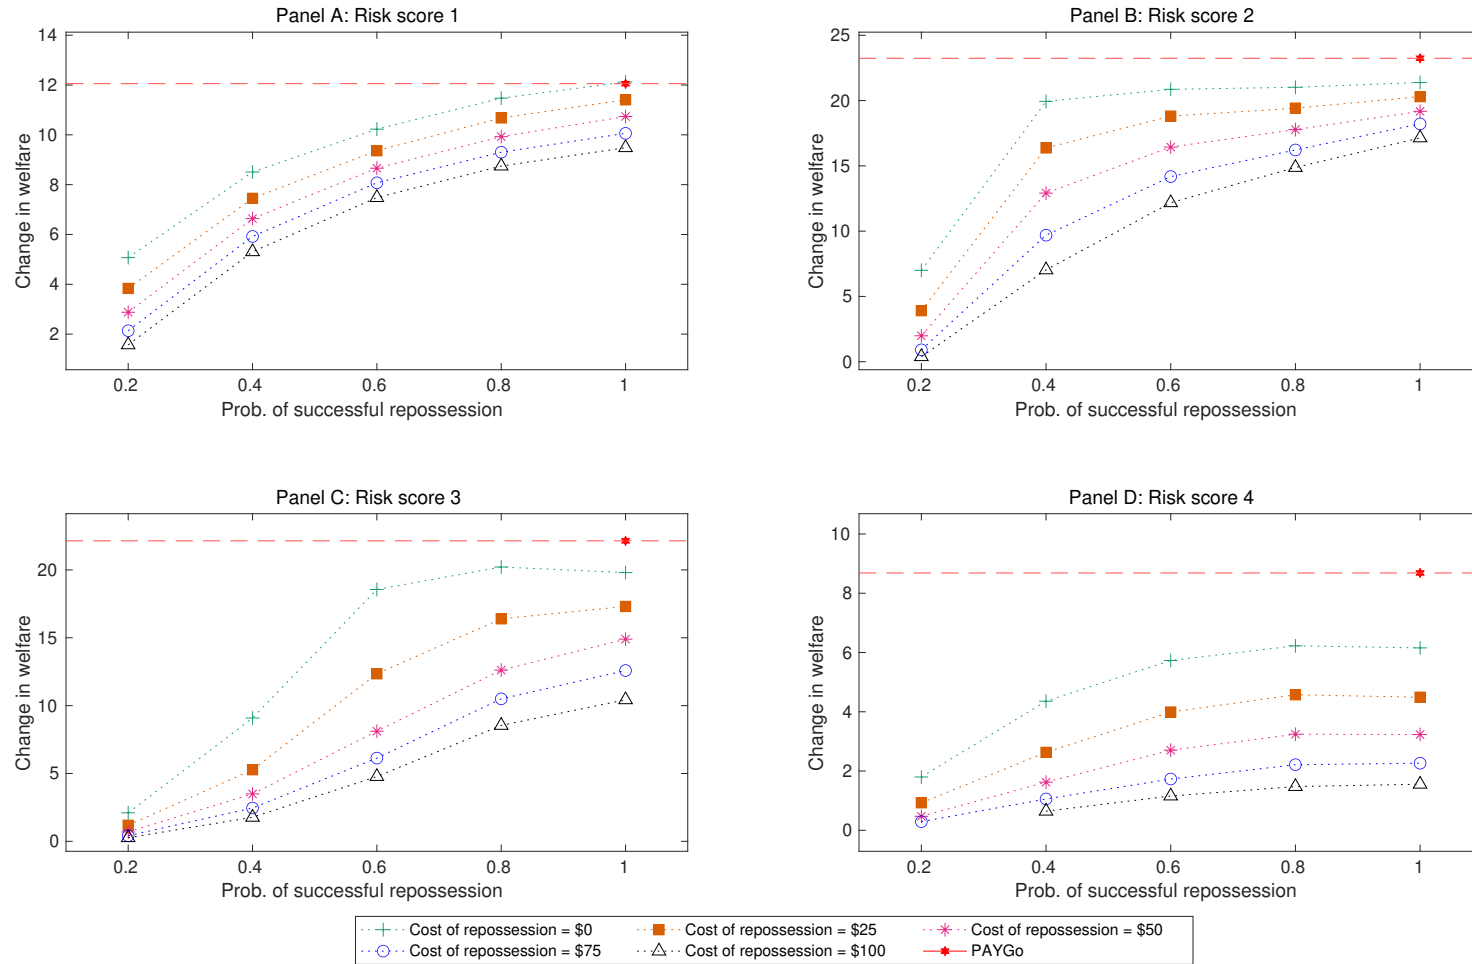 Panel A: Risk score 1
14
12
10
8
6
4
2
Change in welfare
0.2 0.4 0.6 0.8 1
Prob. of successful repossession
Panel B: Risk score 2
25
20
15
10
5
0
Change in welfare
0.2 0.4 0.6 0.8 1
Prob. of successful repossession
Panel C: Risk score 3
20
15
10
5
0
Change in welfare
0.2 0.4 0.6 0.8 1
Prob. of successful repossession
Panel D: Risk score 4
10
8
6
4
2
0
Change in welfare
0.2 0.4 0.6 0.8 1
Prob. of successful repossession
Cost of repossession = $0 Cost of repossession = $25 Cost of repossession = $50
Cost of repossession = $75 Cost of repossession = $100 PAYGo